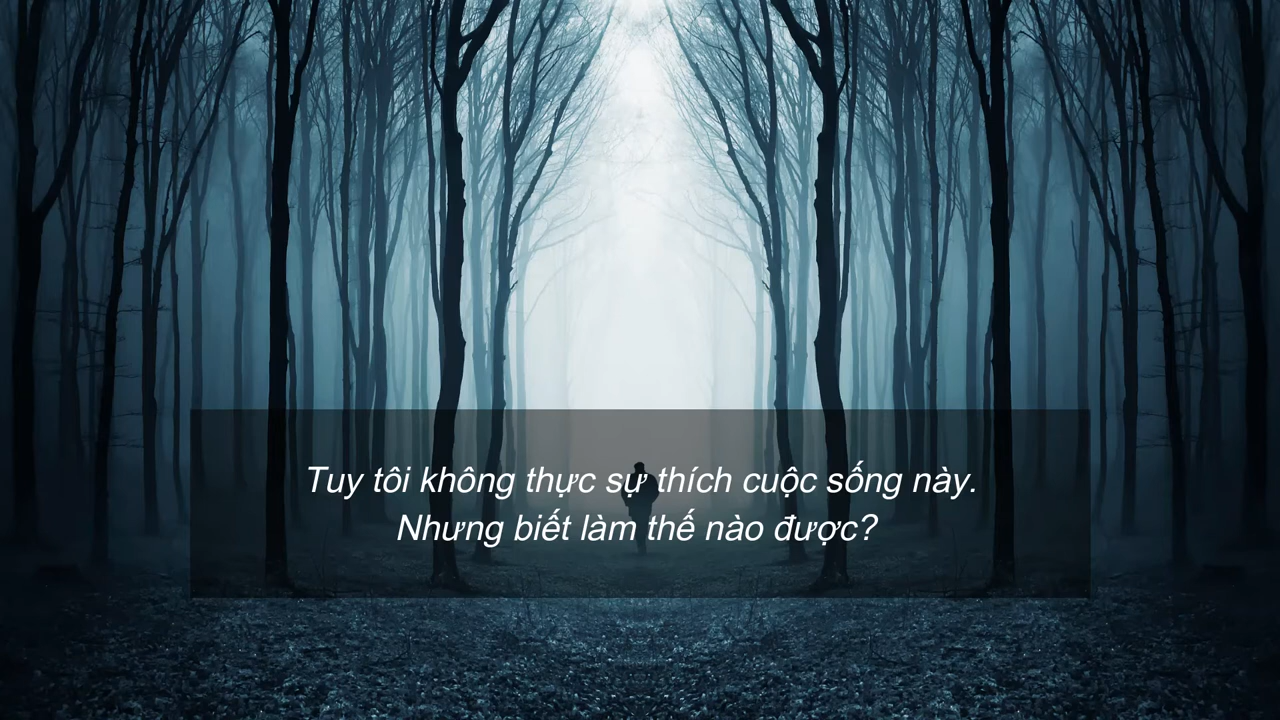 Tuy tôi không thực sự thích cuộc sống này.
Nhưng biết làm thế nào được?